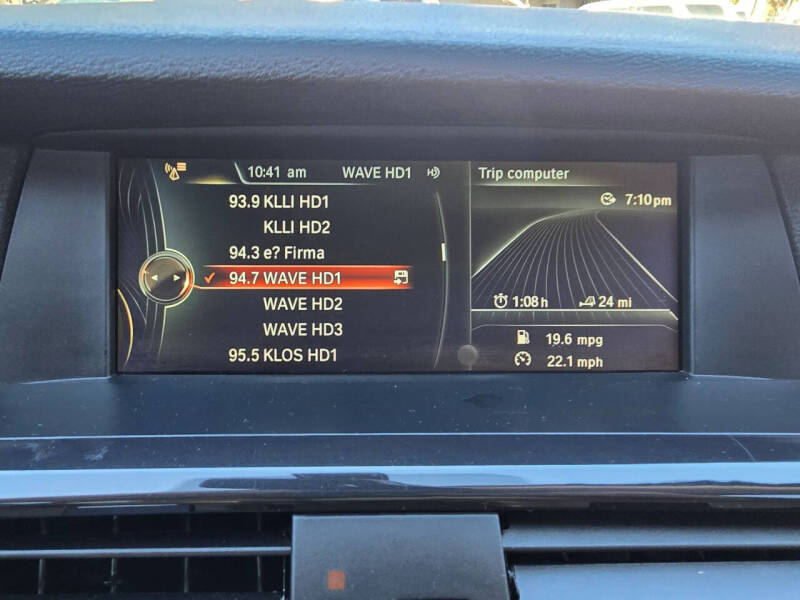 10:41 am WAVE HD1
93.9 KLLI HD1
KLLI HD2
94.3 e? Firma
94.7 WAVE HD1
WAVE HD2
WAVE HD3
95.5 KLOS HD1
Trip computer
7:10pm
1:08 h 24 mi
19.6 mpg
22.1 mph